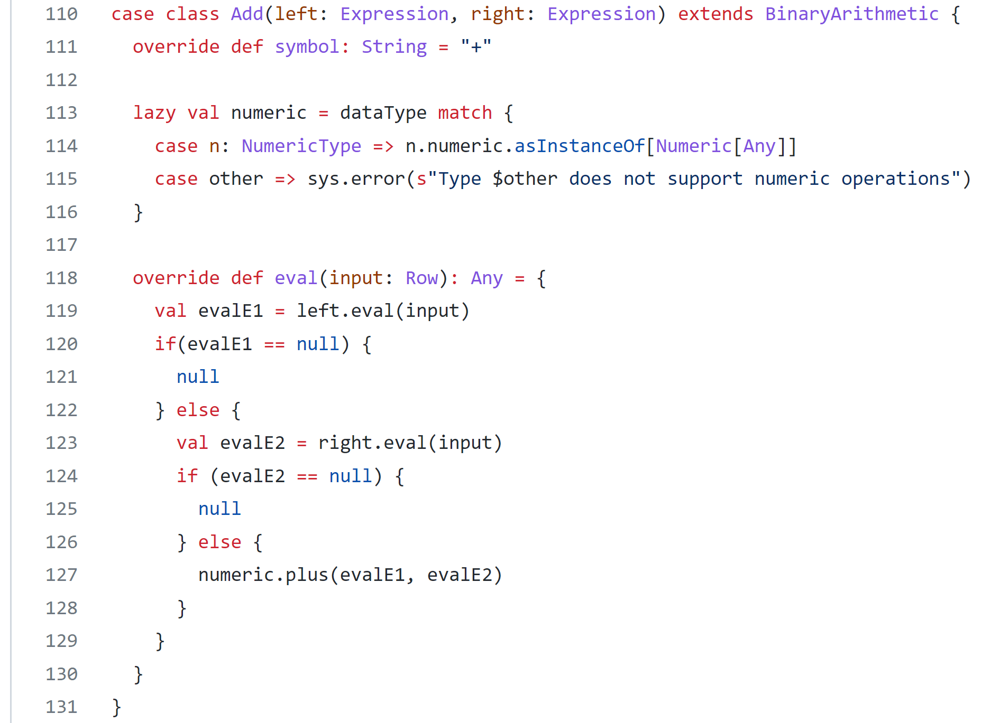 110 case class Add(left: Expression, right: Expression) extends BinaryArithmetic {
111 override def symbol: String = "+"
112
113 lazy val numeric = dataType match {
114 case n: NumericType => n.numeric.asInstanceOf[Numeric[Any]]
115 case other => sys.error(s"Type $other does not support numeric operations")
116 }
117
118 override def eval(input: Row): Any = {
119 val evalE1 = left.eval(input)
120 if(evalE1 == null) {
121 null
122 } else {
123 val evalE2 = right.eval(input)
124 if (evalE2 == null) {
125 null
126 } else {
127 numeric.plus(evalE1, evalE2)
128 }
129 }
130 }
131 }